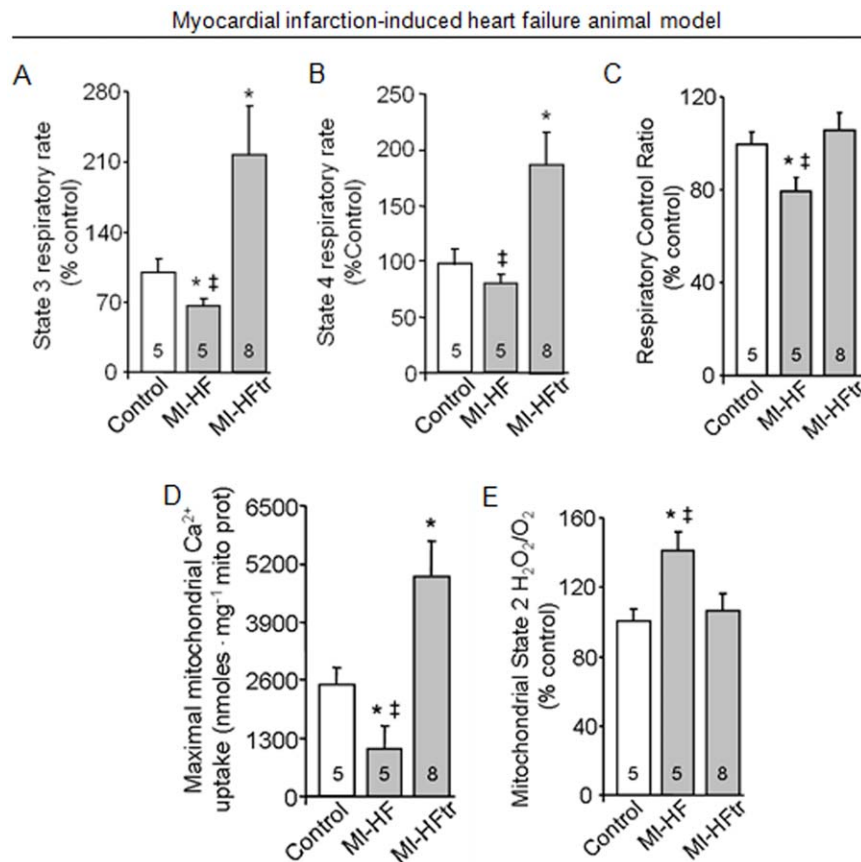 Myocardial infarction-induced heart failure animal model
A
State 3 respiratory rate
(% control)
280
210
140
70
0
*
* ‡
5
5
8
Control
MI-HF
MI-HFtr
B
State 4 respiratory rate
(%Control)
250
200
150
100
50
0
*
‡
5
5
8
Control
MI-HF
MI-HFtr
C
Respiratory Control Ratio
(% control)
120
80
40
0
* ‡
5
5
8
Control
MI-HF
MI-HFtr
D
Maximal mitochondrial Ca²⁺
uptake (nmoles · mg⁻¹ mito prot)
6500
5200
3900
2600
1300
0
*
* ‡
5
5
8
Control
MI-HF
MI-HFtr
E
Mitochondrial State 2 H₂O₂/O₂
(% control)
160
120
80
40
0
* ‡
5
5
8
Control
MI-HF
MI-HFtr